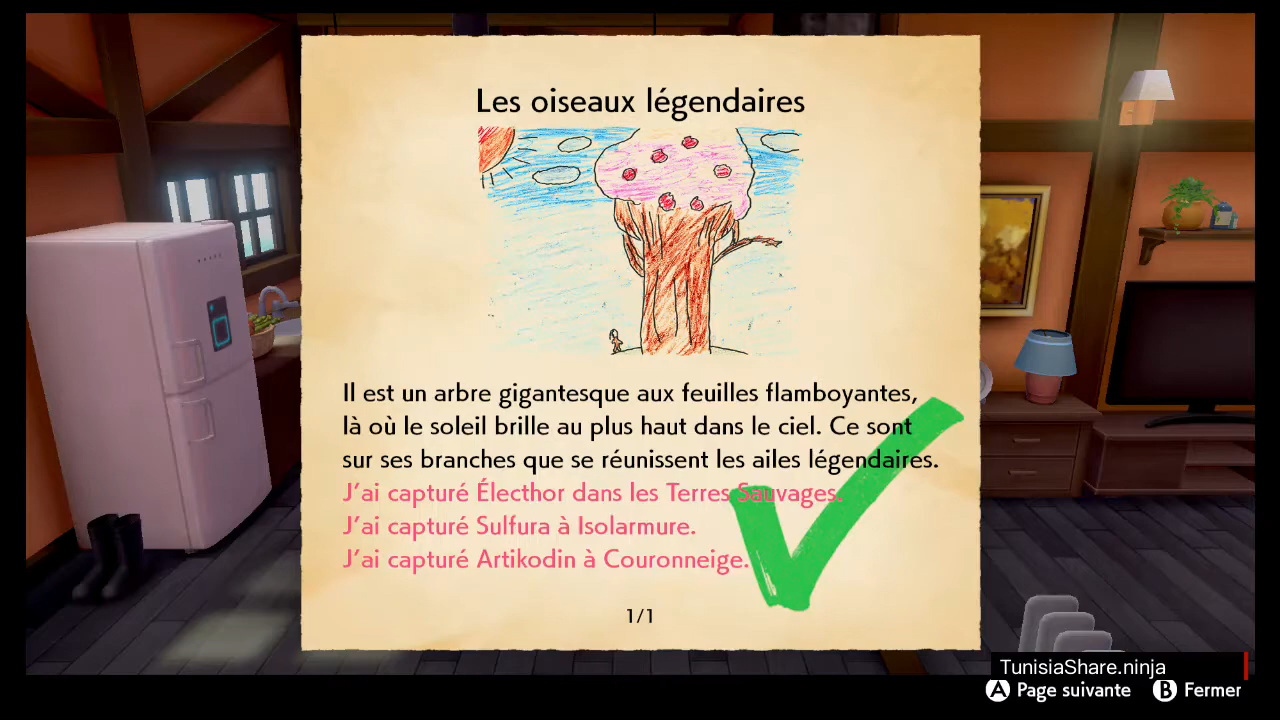 Les oiseaux légendaires
Il est un arbre gigantesque aux feuilles flamboyantes,
là où le soleil brille au plus haut dans le ciel. Ce sont
sur ses branches que se réunissent les ailes légendaires.
J'ai capturé Électhor dans les Terres Sauvages.
J'ai capturé Sulfura à Isolarmure.
J'ai capturé Artikodin à Couronneige.
1/1
TunisiaShare.ninja
A Page suivante B Fermer